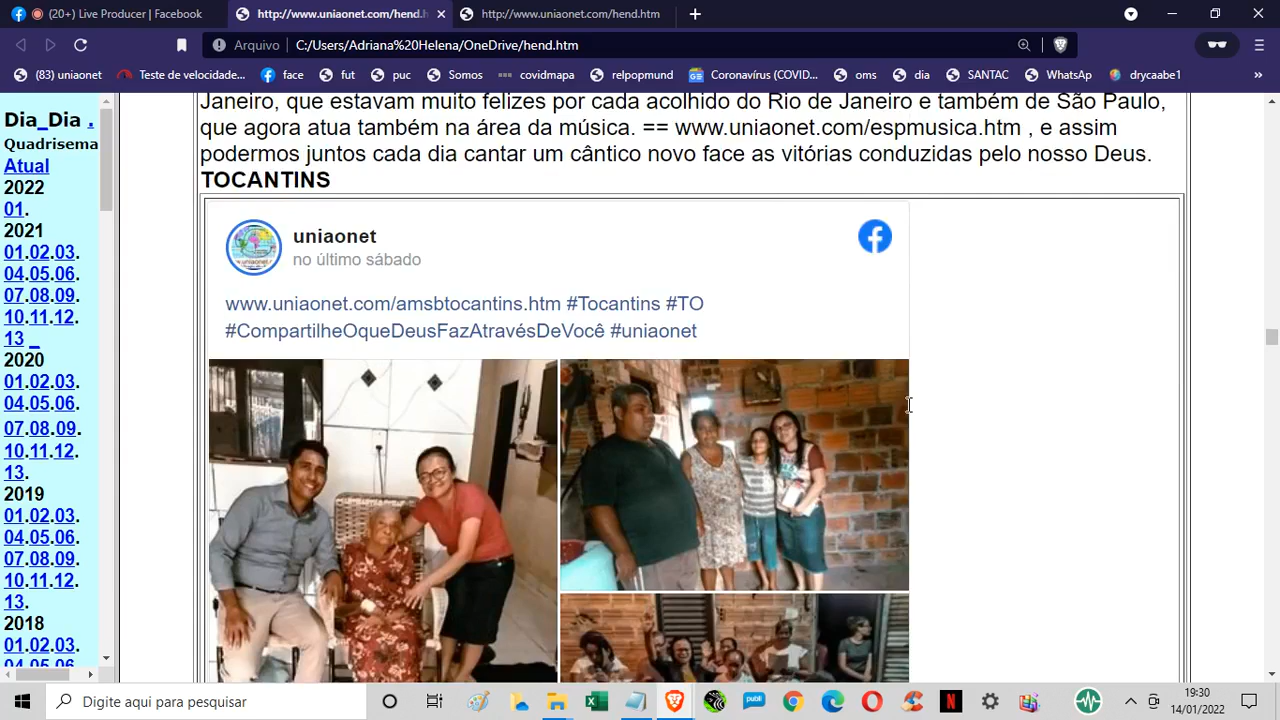 (20+) Live Producer | Facebook
http://www.uniaonet.com/hend.h
http://www.uniaonet.com/hend.htm
Arquivo
C:/Users/Adriana%20Helena/OneDrive/hend.htm
(83) uniaonet
Teste de velocidade...
face
fut
puc
Somos
covidmapa
relpopmund
Coronavírus (COVID...
oms
dia
SANTAC
WhatsApp
drycaabe1
»
Dia_Dia .
Quadrisema
Atual
2022
01.
2021
01.02.03.
04.05.06.
07.08.09.
10.11.12.
13 _
2020
01.02.03.
04.05.06.
07.08.09.
10.11.12.
13.
2019
01.02.03.
04.05.06.
07.08.09.
10.11.12.
13.
2018
01.02.03.
04.05.06
Janeiro, que estavam muito felizes por cada acolhido do Rio de Janeiro e também de São Paulo,
que agora atua também na área da música. == www.uniaonet.com/espmusica.htm , e assim
podermos juntos cada dia cantar um cântico novo face as vitórias conduzidas pelo nosso Deus.
TOCANTINS
uniaonet
no último sábado
www.uniaonet.com/amsbtocantins.htm #Tocantins #TO
#CompartilheOqueDeusFazAtravésDeVocê #uniaonet
Digite aqui para pesquisar
publi
N
19:30
14/01/2022